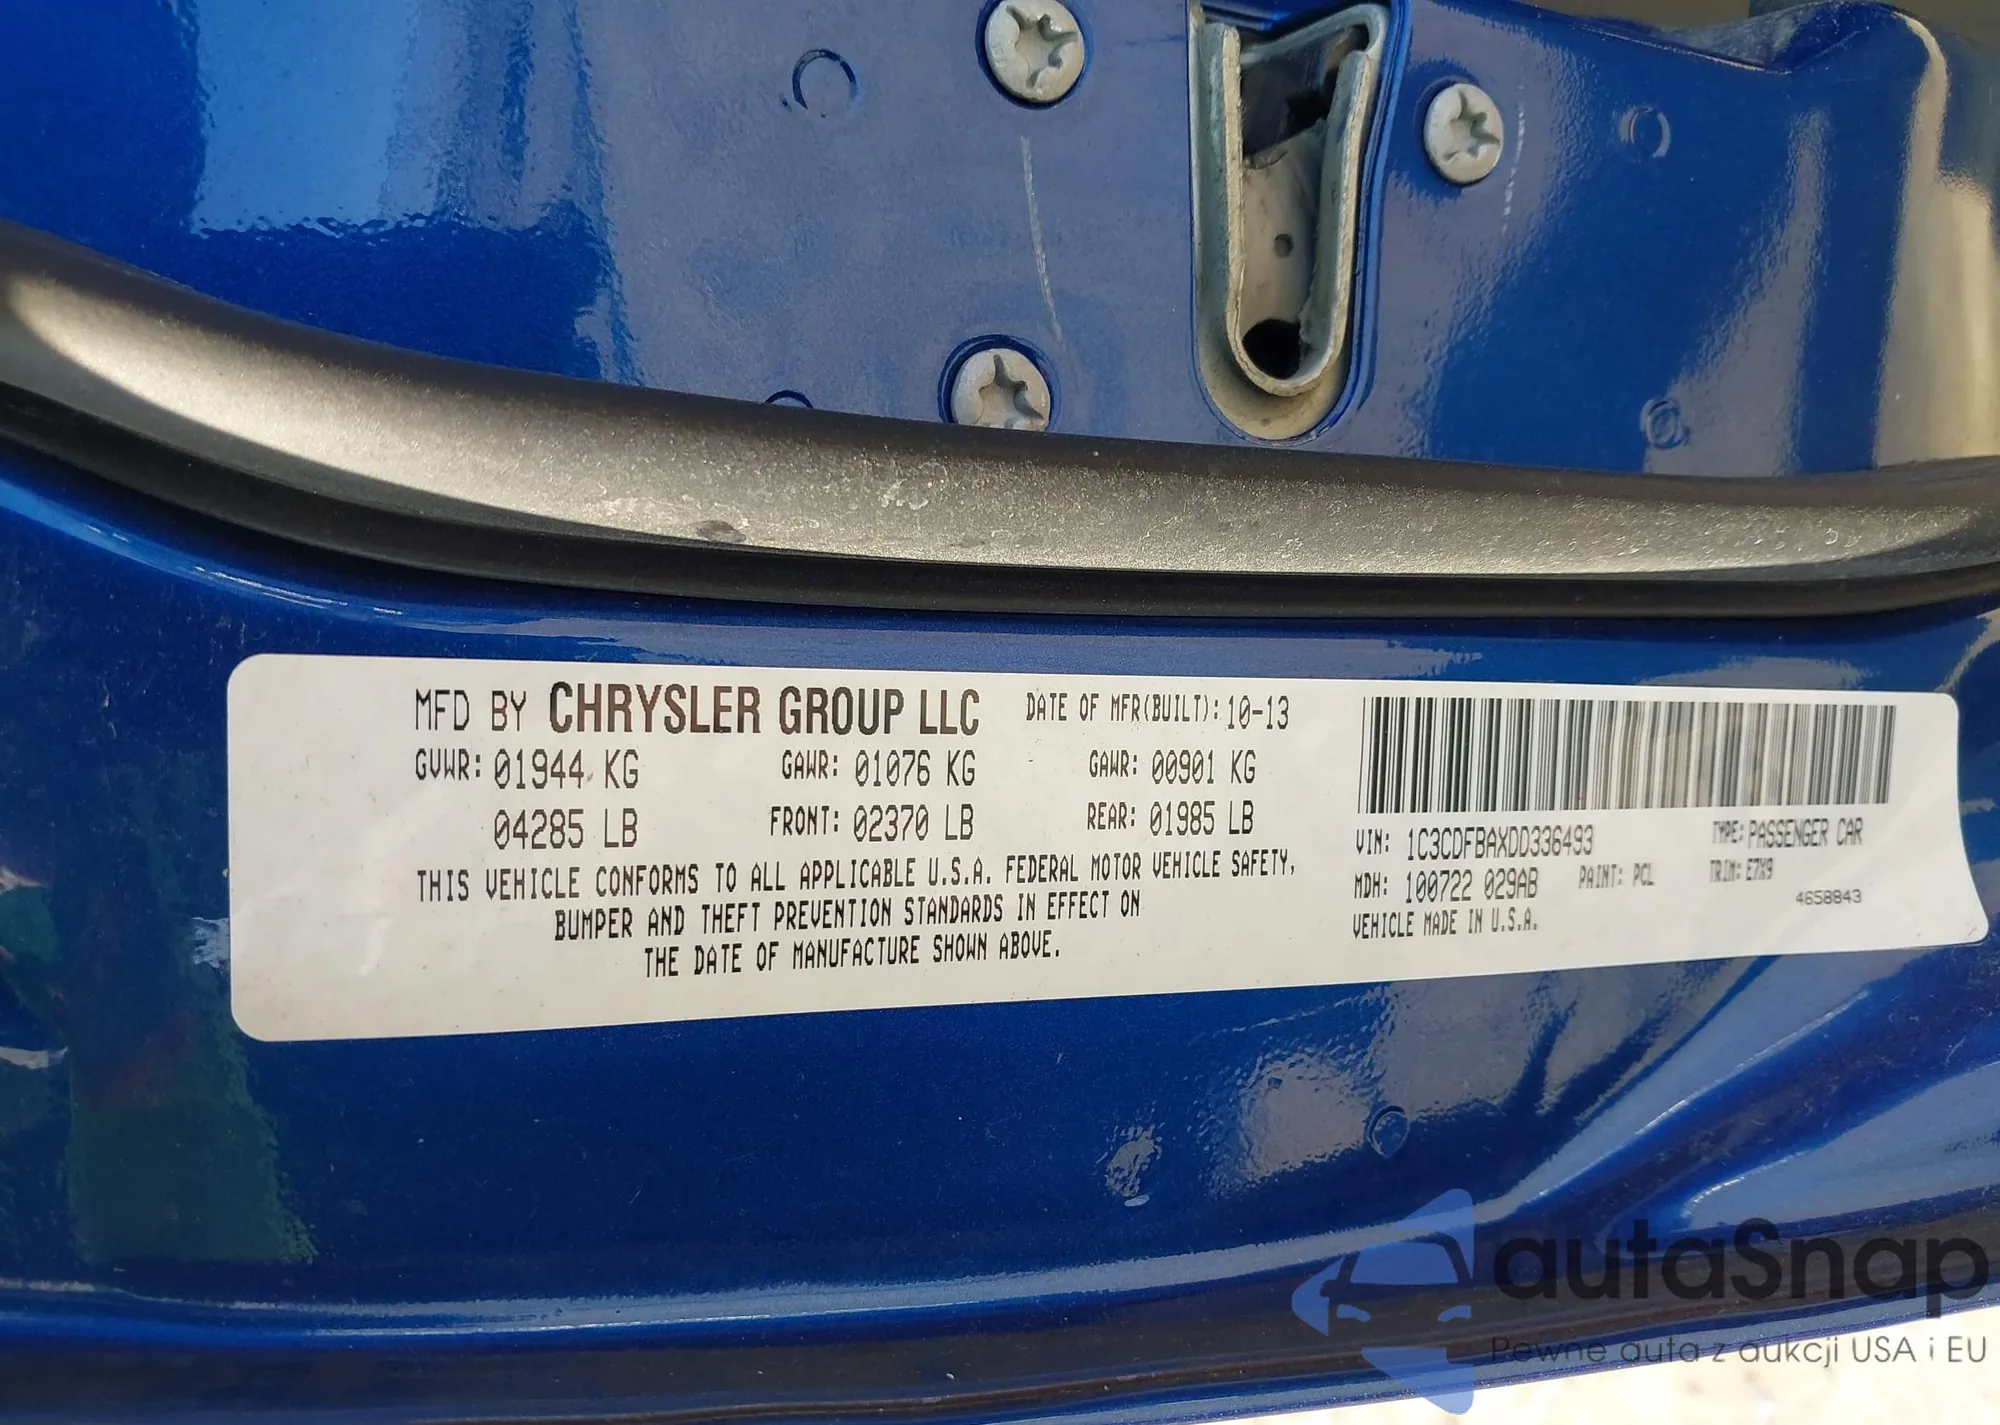 MFD BY CHRYSLER GROUP LLC DATE OF MFR(BUILT): 10-13
GVWR: 01944 KG GAWR: 01076 KG GAWR: 00901 KG
04285 LB FRONT: 02370 LB REAR: 01985 LB
THIS VEHICLE CONFORMS TO ALL APPLICABLE U.S.A. FEDERAL MOTOR VEHICLE SAFETY,
BUMPER AND THEFT PREVENTION STANDARDS IN EFFECT ON
THE DATE OF MANUFACTURE SHOWN ABOVE.
VIN: 1C3CDFBAXDD336493 TYPE: PASSENGER CAR
MDH: 100722 029AB PAINT: PCL TRIM: E7X9
VEHICLE MADE IN U.S.A. 4658843
autaSnap
Pewne auta z aukcji USA i EU